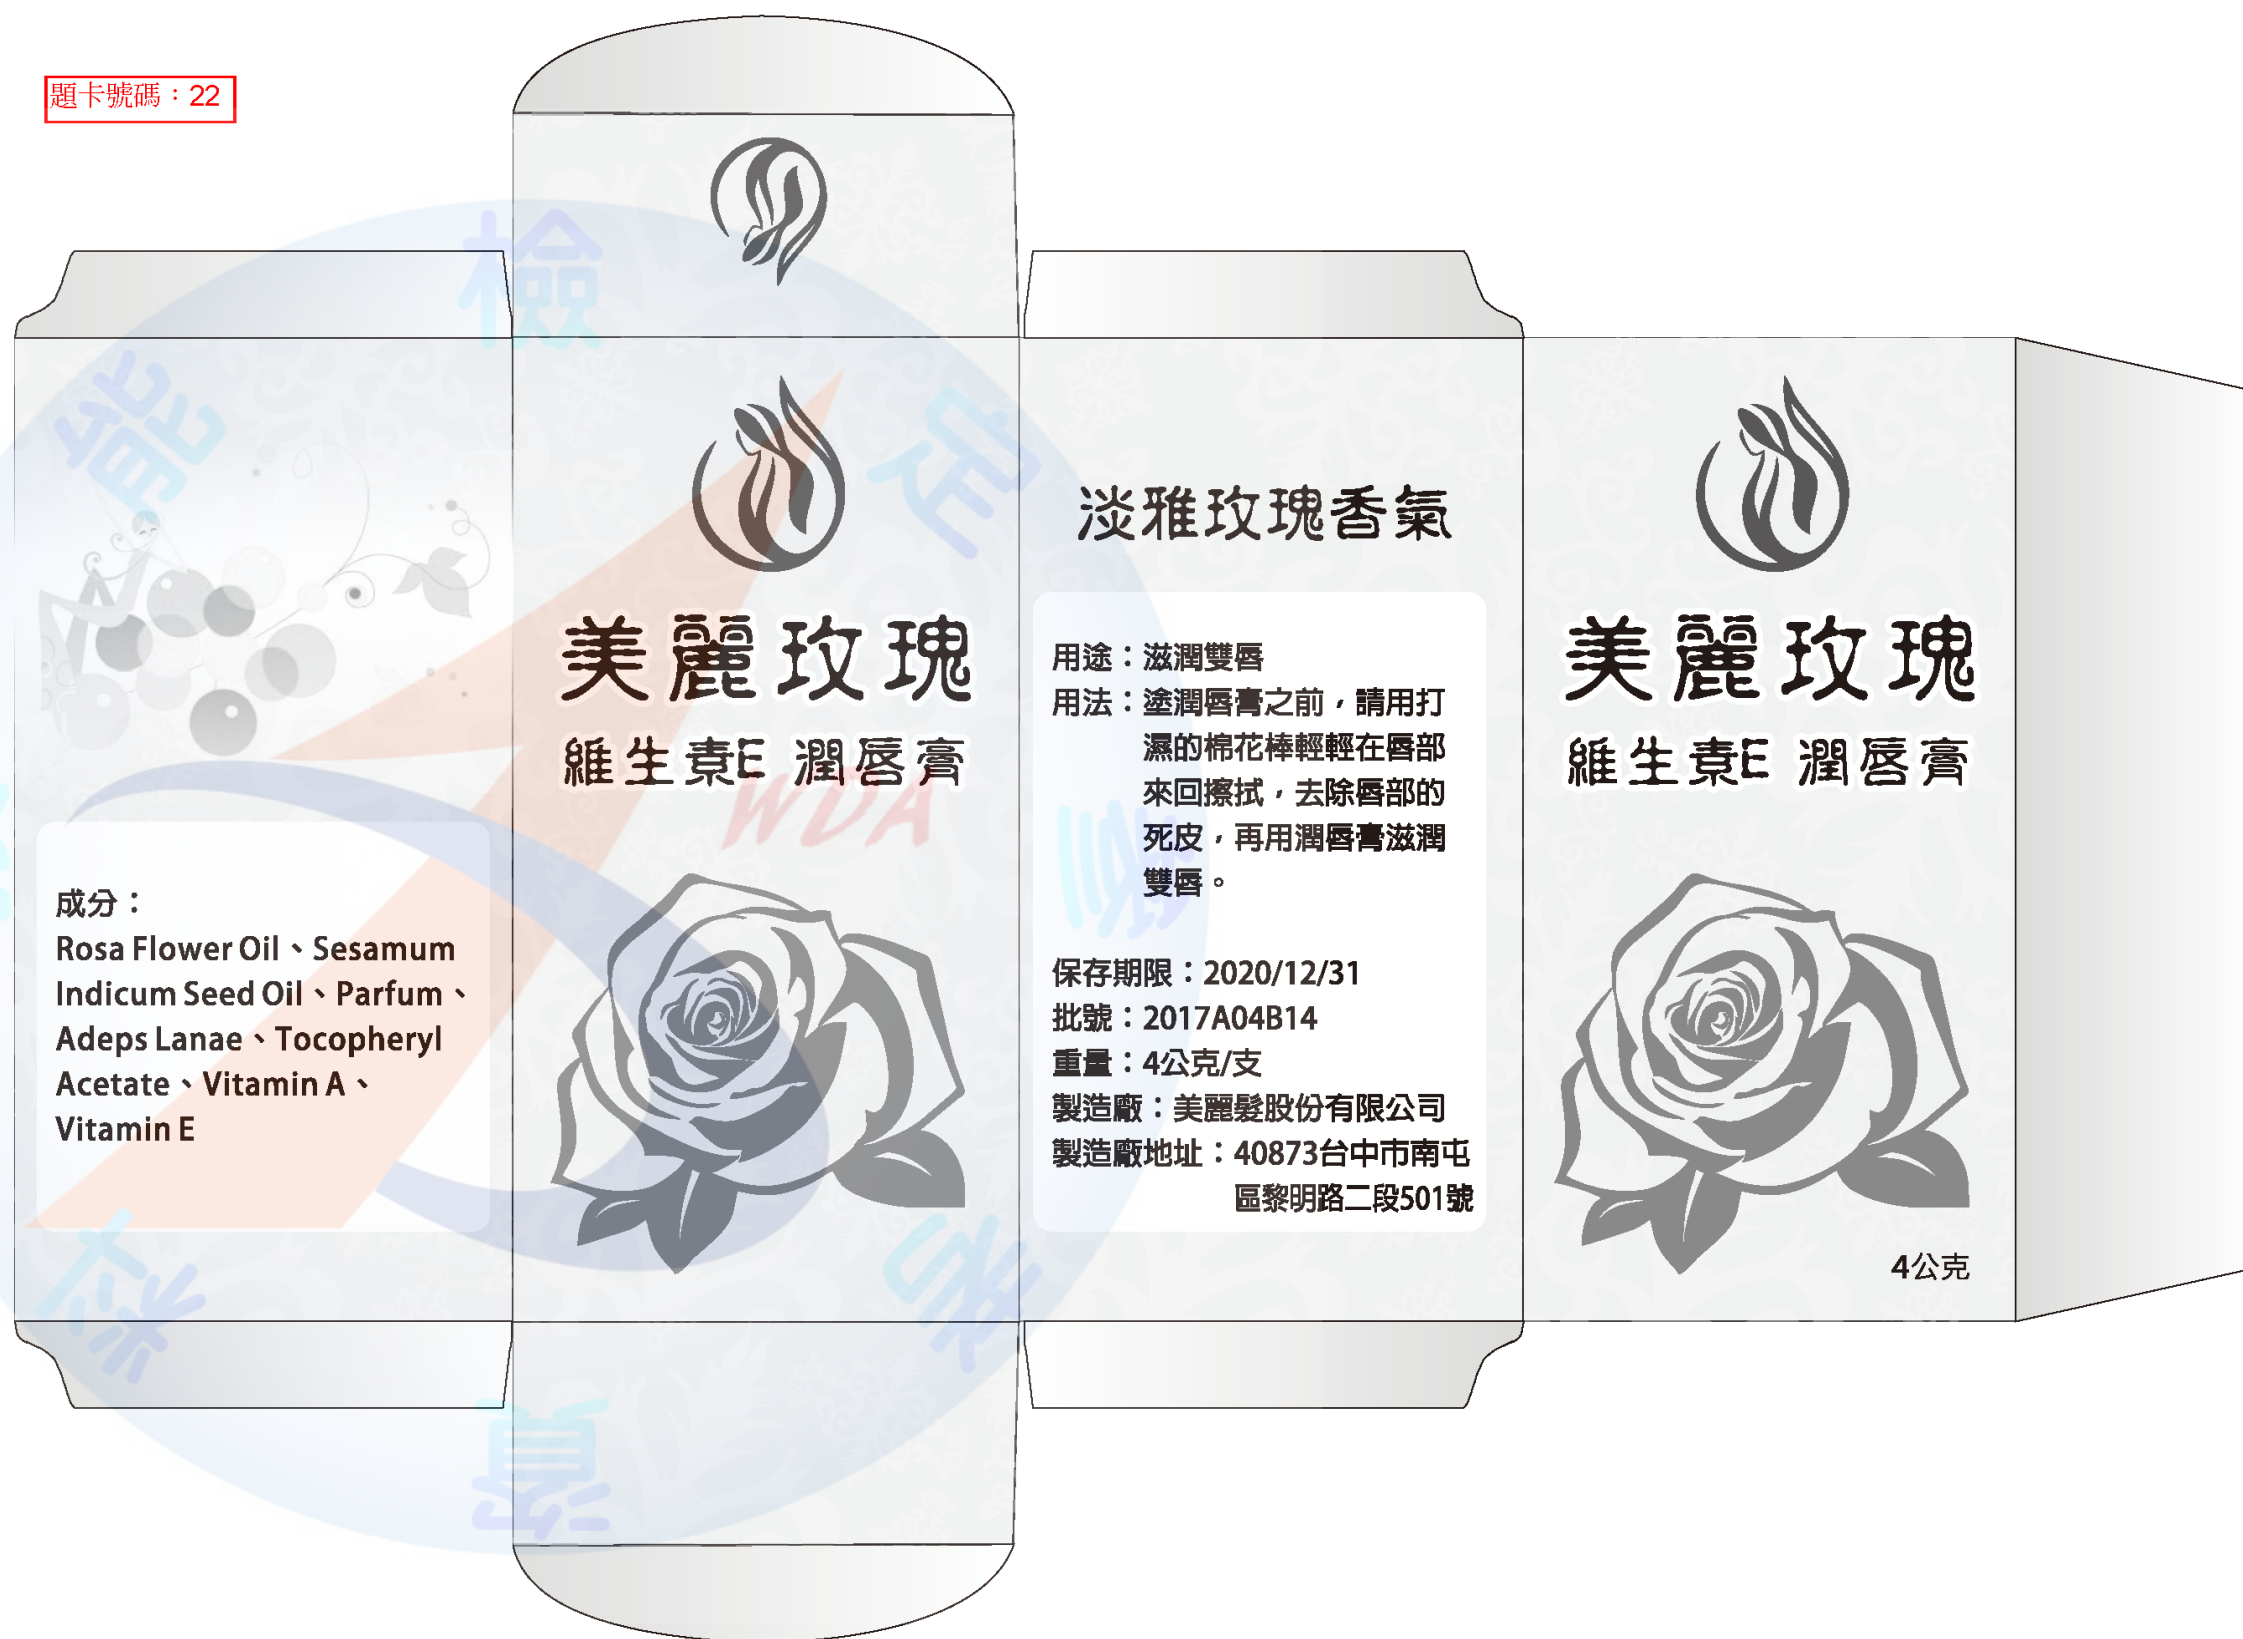 題卡號碼：22
成分：
Rosa Flower Oil、Sesamum
Indicum Seed Oil、Parfum、
Adeps Lanae、Tocopheryl
Acetate、Vitamin A、
Vitamin E
美麗玫瑰
維生素E 潤唇膏
淡雅玫瑰香氣
用途：滋潤雙唇
用法：塗潤唇膏之前，請用打
濕的棉花棒輕輕在唇部
來回擦拭，去除唇部的
死皮，再用潤唇膏滋潤
雙唇。
保存期限：2020/12/31
批號：2017A04B14
重量：4公克/支
製造廠：美麗髮股份有限公司
製造廠地址：40873台中市南屯
區黎明路二段501號
美麗玫瑰
維生素E 潤唇膏
4公克
技能檢定
WDA